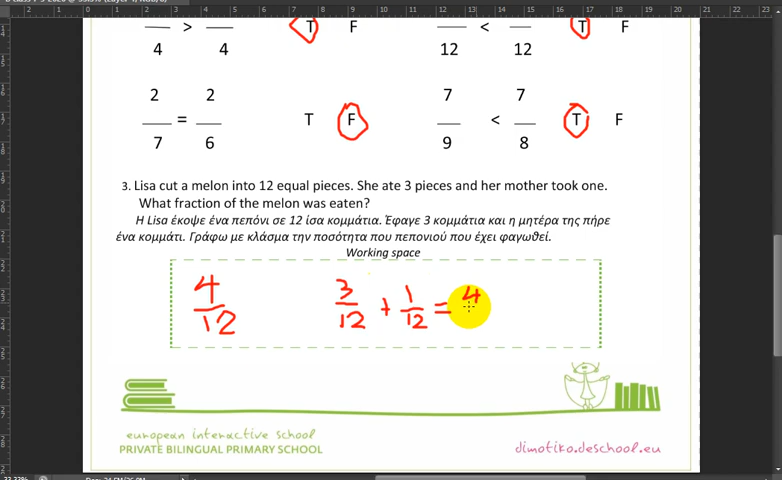 > T F < T F
4 4 12 12
2 2 7 7
= T F < T F
7 6 9 8
3. Lisa cut a melon into 12 equal pieces. She ate 3 pieces and her mother took one.
What fraction of the melon was eaten?
Η Lisa έκοψε ένα πεπόνι σε 12 ίσα κομμάτια. Έφαγε 3 κομμάτια και η μητέρα της πήρε
ένα κομμάτι. Γράφω με κλάσμα την ποσότητα του πεπονιού που έχει φαγωθεί.
Working space
4/12 3/12 + 1/12 = 4
european interactive school
PRIVATE BILINGUAL PRIMARY SCHOOL
dimotiko.deschool.eu